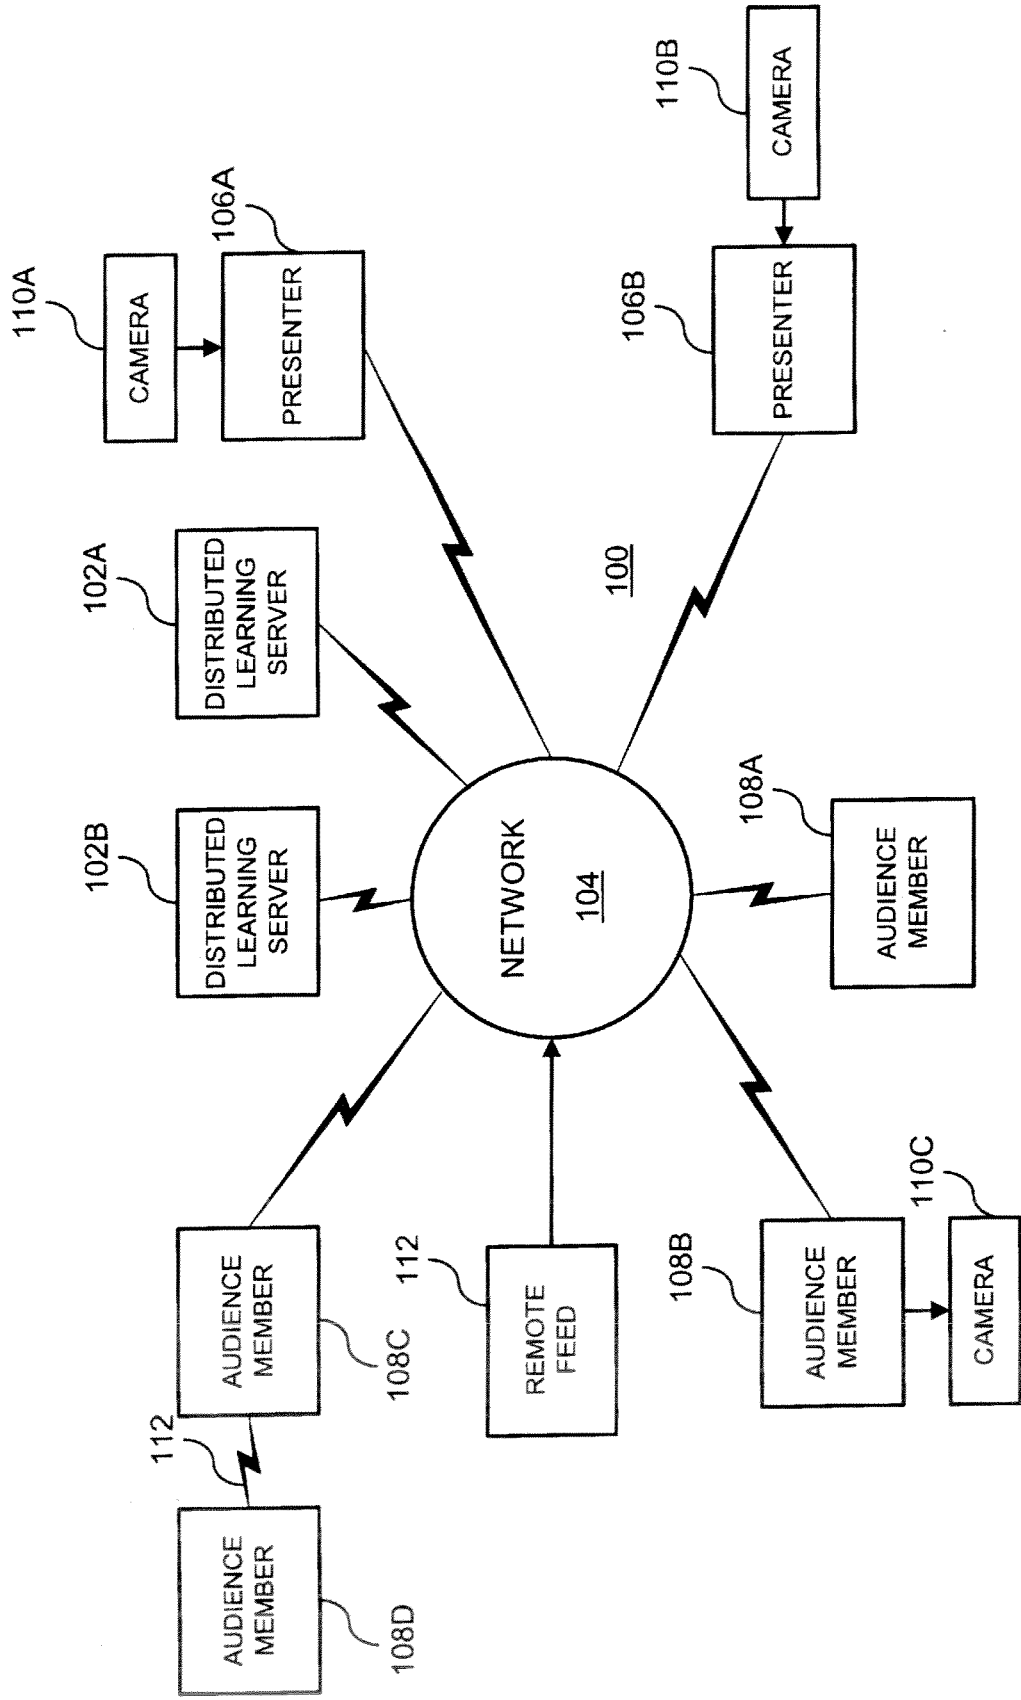 110A
CAMERA
106A
PRESENTER
110B
CAMERA
106B
PRESENTER
102A
DISTRIBUTED
LEARNING
SERVER
102B
DISTRIBUTED
LEARNING
SERVER
100
NETWORK
104
108A
AUDIENCE
MEMBER
108B
AUDIENCE
MEMBER
110C
CAMERA
112
REMOTE
FEED
AUDIENCE
MEMBER
108C
112
AUDIENCE
MEMBER
108D